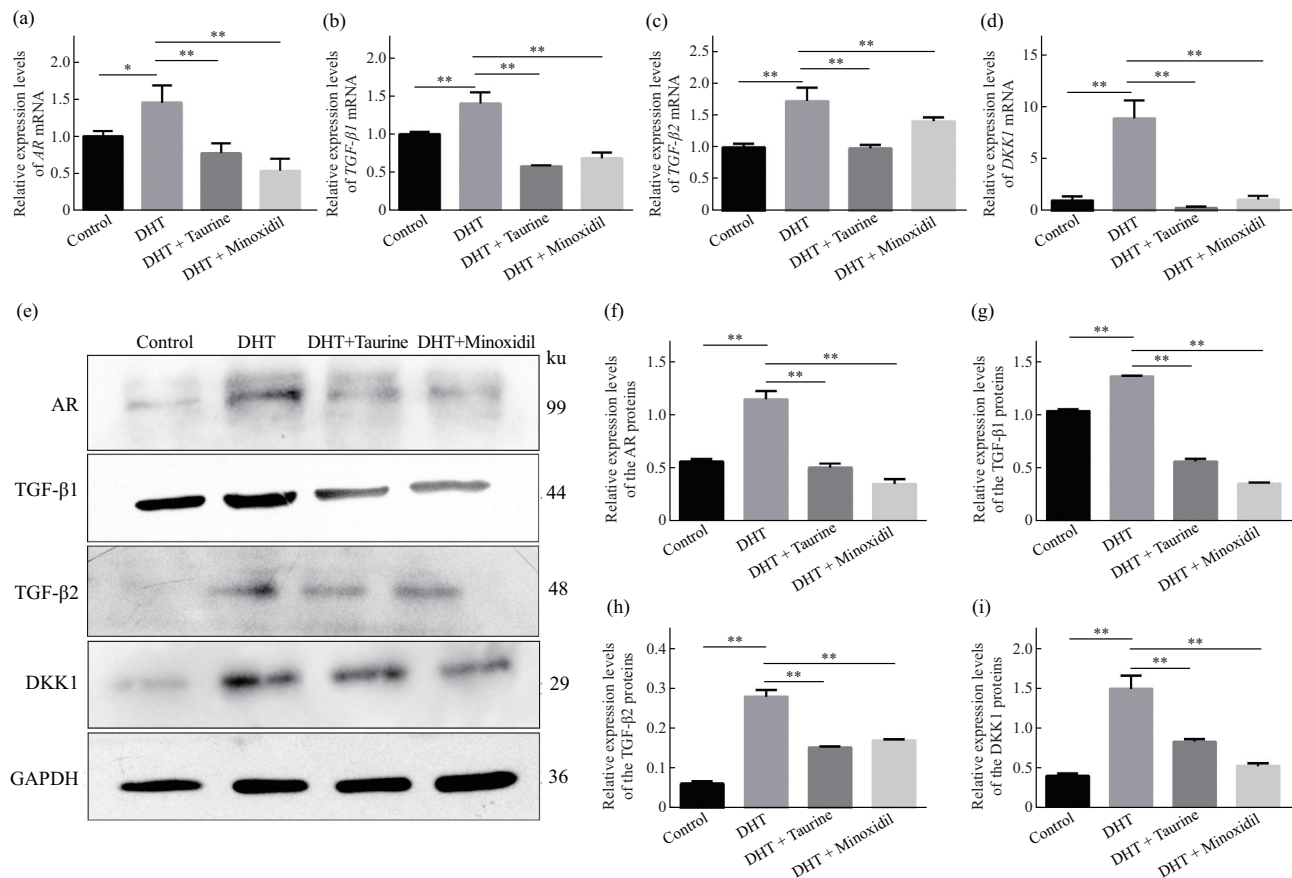 (a)
Relative expression levels
of AR mRNA
2.0
1.5
1.0
0.5
0
*
**
**
Control
DHT
DHT + Taurine
DHT + Minoxidil
(b)
Relative expression levels
of TGF-β1 mRNA
2.0
1.5
1.0
0.5
0
**
**
**
Control
DHT
DHT + Taurine
DHT + Minoxidil
(c)
Relative expression levels
of TGF-β2 mRNA
2.5
2.0
1.5
1.0
0.5
0
**
**
**
Control
DHT
DHT + Taurine
DHT + Minoxidil
(d)
Relative expression levels
of DKK1 mRNA
15
10
5
0
**
**
**
Control
DHT
DHT + Taurine
DHT + Minoxidil
(e)
Control DHT DHT+Taurine DHT+Minoxidil
ku
AR 99
TGF-β1 44
TGF-β2 48
DKK1 29
GAPDH 36
(f)
Relative expression levels
of the AR proteins
1.5
1.0
0.5
0
**
**
**
Control
DHT
DHT + Taurine
DHT + Minoxidil
(g)
Relative expression levels
of the TGF-β1 proteins
1.5
1.0
0.5
0
**
**
**
Control
DHT
DHT + Taurine
DHT + Minoxidil
(h)
Relative expression levels
of the TGF-β2 proteins
0.4
0.3
0.2
0.1
0
**
**
**
Control
DHT
DHT + Taurine
DHT + Minoxidil
(i)
Relative expression levels
of the DKK1 proteins
2.0
1.5
1.0
0.5
0
**
**
**
Control
DHT
DHT + Taurine
DHT + Minoxidil